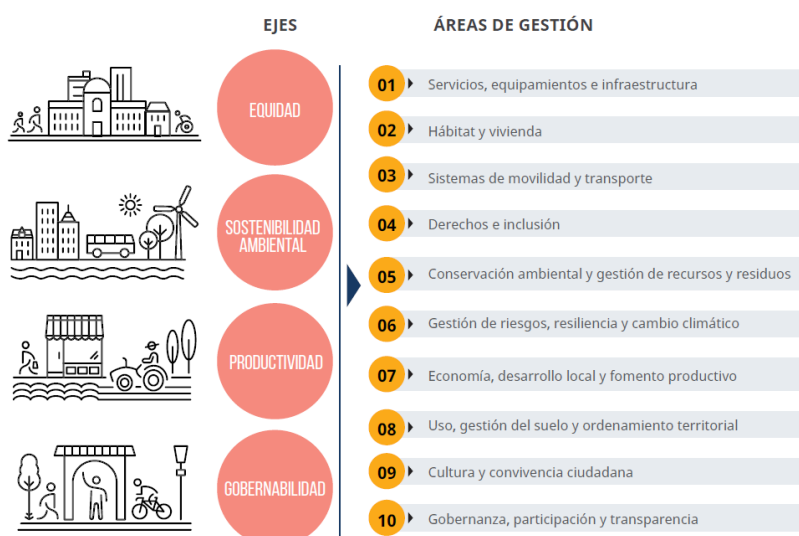 EJES
ÁREAS DE GESTIÓN
EQUIDAD
SOSTENIBILIDAD
AMBIENTAL
PRODUCTIVIDAD
GOBERNABILIDAD
01 Servicios, equipamientos e infraestructura
02 Hábitat y vivienda
03 Sistemas de movilidad y transporte
04 Derechos e inclusión
05 Conservación ambiental y gestión de recursos y residuos
06 Gestión de riesgos, resiliencia y cambio climático
07 Economía, desarrollo local y fomento productivo
08 Uso, gestión del suelo y ordenamiento territorial
09 Cultura y convivencia ciudadana
10 Gobernanza, participación y transparencia